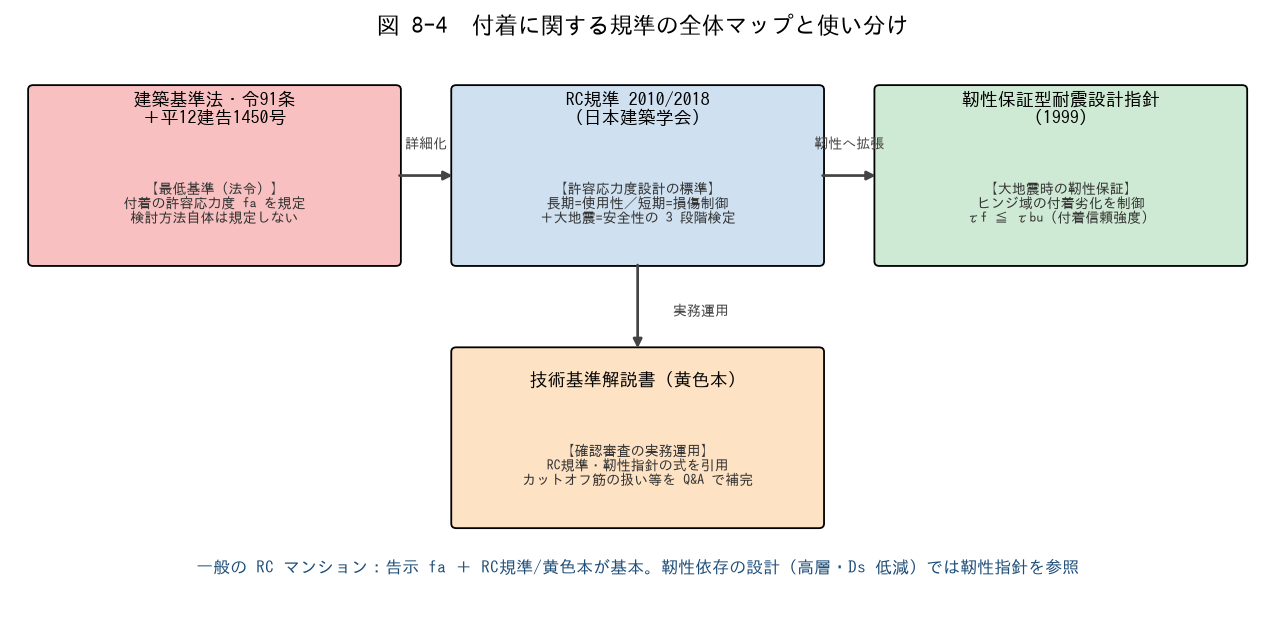 図 8-4　付着に関する規準の全体マップと使い分け
建築基準法・令91条
＋平12建告1450号
【最低基準（法令）】
付着の許容応力度 fa を規定
検討方法自体は規定しない
詳細化
RC規準 2010/2018
（日本建築学会）
【許容応力度設計の標準】
長期=使用性／短期=損傷制御
＋大地震=安全性の 3 段階検定
靭性へ拡張
靭性保証型耐震設計指針
（1999）
【大地震時の靭性保証】
ヒンジ域の付着劣化を制御
τf ≦ τbu（付着信頼強度）
実務運用
技術基準解説書（黄色本）
【確認審査の実務運用】
RC規準・靭性指針の式を引用
カットオフ筋の扱い等を Q&A で補完
一般の RC マンション：告示 fa ＋ RC規準/黄色本が基本。靭性依存の設計（高層・Ds 低減）では靭性指針を参照